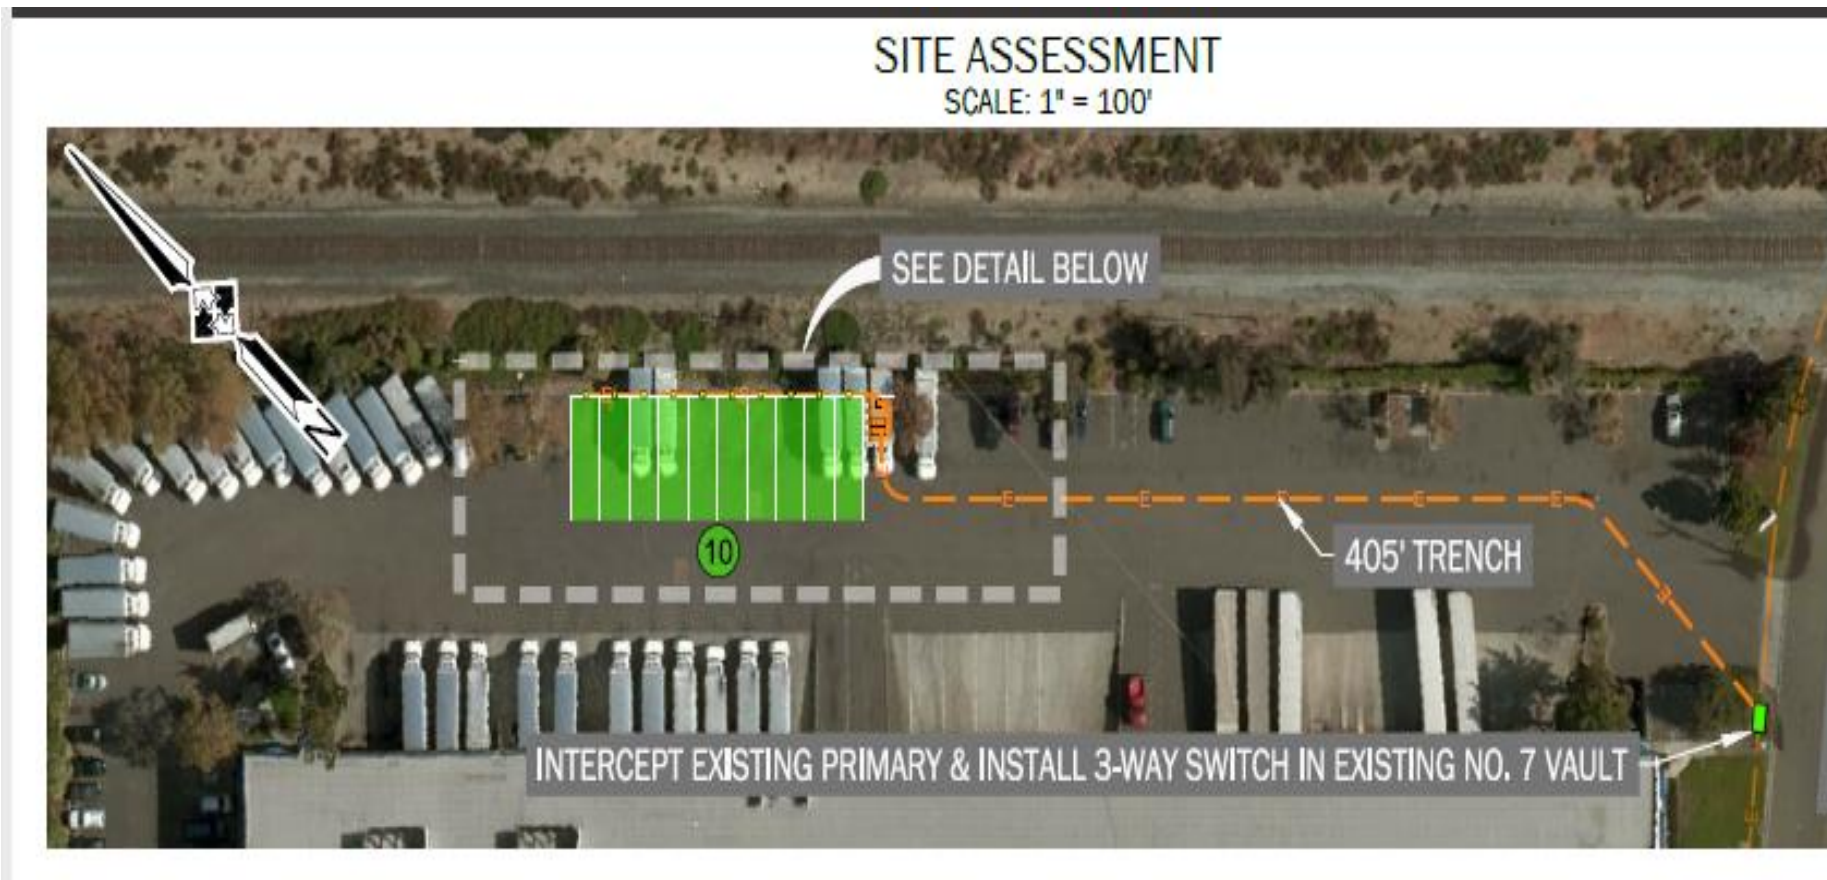 SITE ASSESSMENT
SCALE: 1" = 100'
SEE DETAIL BELOW
N
10
E
E
E
E
E
405' TRENCH
E
INTERCEPT EXISTING PRIMARY & INSTALL 3-WAY SWITCH IN EXISTING NO. 7 VAULT